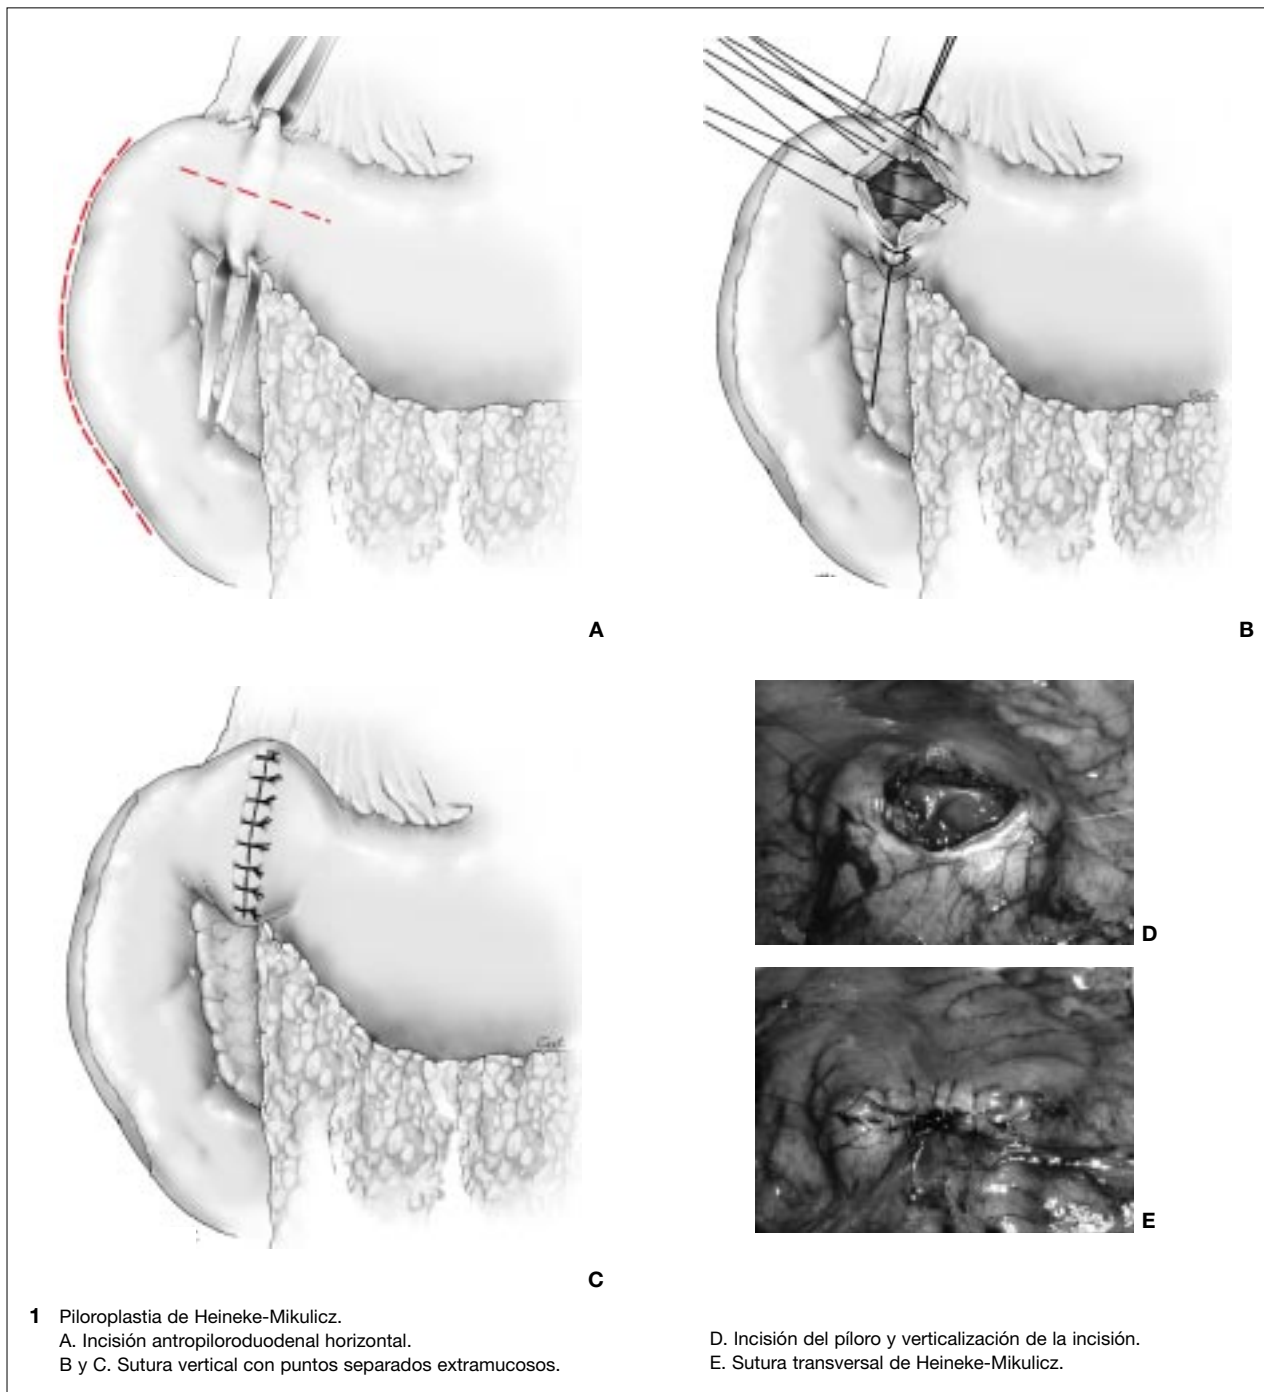 A
B
C
D
E
1 Piloroplastia de Heineke-Mikulicz.
A. Incisión antropiloroduodenal horizontal.
B y C. Sutura vertical con puntos separados extramucosos.
D. Incisión del píloro y verticalización de la incisión.
E. Sutura transversal de Heineke-Mikulicz.